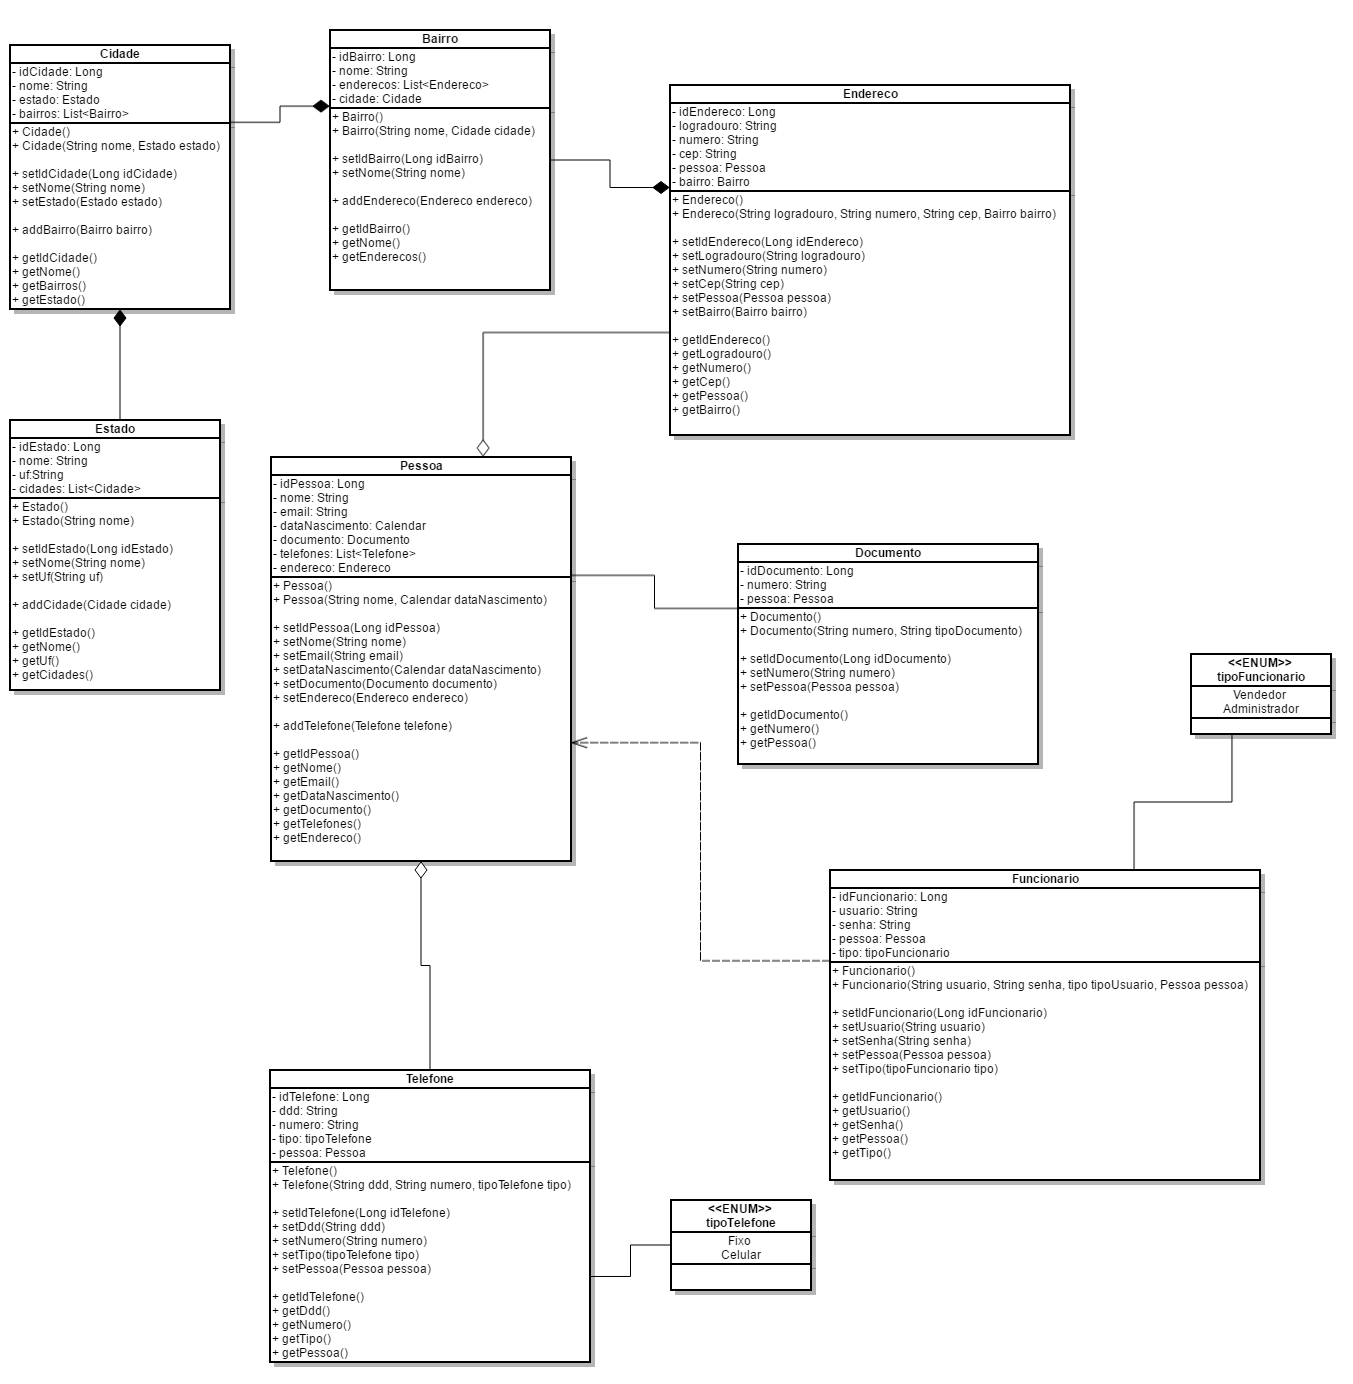 Cidade
- idCidade: Long
- nome: String
- estado: Estado
- bairros: List<Bairro>
+ Cidade()
+ Cidade(String nome, Estado estado)
+ setIdCidade(Long idCidade)
+ setNome(String nome)
+ setEstado(Estado estado)
+ addBairro(Bairro bairro)
+ getIdCidade()
+ getNome()
+ getBairros()
+ getEstado()
Bairro
- idBairro: Long
- nome: String
- enderecos: List<Endereco>
- cidade: Cidade
+ Bairro()
+ Bairro(String nome, Cidade cidade)
+ setIdBairro(Long idBairro)
+ setNome(String nome)
+ addEndereco(Endereco endereco)
+ getIdBairro()
+ getNome()
+ getEnderecos()
Endereco
- idEndereco: Long
- logradouro: String
- numero: String
- cep: String
- pessoa: Pessoa
- bairro: Bairro
+ Endereco()
+ Endereco(String logradouro, String numero, String cep, Bairro bairro)
+ setIdEndereco(Long idEndereco)
+ setLogradouro(String logradouro)
+ setNumero(String numero)
+ setCep(String cep)
+ setPessoa(Pessoa pessoa)
+ setBairro(Bairro bairro)
+ getIdEndereco()
+ getLogradouro()
+ getNumero()
+ getCep()
+ getPessoa()
+ getBairro()
Estado
- idEstado: Long
- nome: String
- uf:String
- cidades: List<Cidade>
+ Estado()
+ Estado(String nome)
+ setIdEstado(Long idEstado)
+ setNome(String nome)
+ setUf(String uf)
+ addCidade(Cidade cidade)
+ getIdEstado()
+ getNome()
+ getUf()
+ getCidades()
Pessoa
- idPessoa: Long
- nome: String
- email: String
- dataNascimento: Calendar
- documento: Documento
- telefones: List<Telefone>
- endereco: Endereco
+ Pessoa()
+ Pessoa(String nome, Calendar dataNascimento)
+ setIdPessoa(Long idPessoa)
+ setNome(String nome)
+ setEmail(String email)
+ setDataNascimento(Calendar dataNascimento)
+ setDocumento(Documento documento)
+ setEndereco(Endereco endereco)
+ addTelefone(Telefone telefone)
+ getIdPessoa()
+ getNome()
+ getEmail()
+ getDataNascimento()
+ getDocumento()
+ getTelefones()
+ getEndereco()
Documento
- idDocumento: Long
- numero: String
- pessoa: Pessoa
+ Documento()
+ Documento(String numero, String tipoDocumento)
+ setIdDocumento(Long idDocumento)
+ setNumero(String numero)
+ setPessoa(Pessoa pessoa)
+ getIdDocumento()
+ getNumero()
+ getPessoa()
<<ENUM>>
tipoFuncionario
Vendedor
Administrador
Funcionario
- idFuncionario: Long
- usuario: String
- senha: String
- pessoa: Pessoa
- tipo: tipoFuncionario
+ Funcionario()
+ Funcionario(String usuario, String senha, tipo tipoUsuario, Pessoa pessoa)
+ setIdFuncionario(Long idFuncionario)
+ setUsuario(String usuario)
+ setSenha(String senha)
+ setPessoa(Pessoa pessoa)
+ setTipo(tipoFuncionario tipo)
+ getIdFuncionario()
+ getUsuario()
+ getSenha()
+ getPessoa()
+ getTipo()
Telefone
- idTelefone: Long
- ddd: String
- numero: String
- tipo: tipoTelefone
- pessoa: Pessoa
+ Telefone()
+ Telefone(String ddd, String numero, tipoTelefone tipo)
+ setIdTelefone(Long idTelefone)
+ setDdd(String ddd)
+ setNumero(String numero)
+ setTipo(tipoTelefone tipo)
+ setPessoa(Pessoa pessoa)
+ getIdTelefone()
+ getDdd()
+ getNumero()
+ getTipo()
+ getPessoa()
<<ENUM>>
tipoTelefone
Fixo
Celular